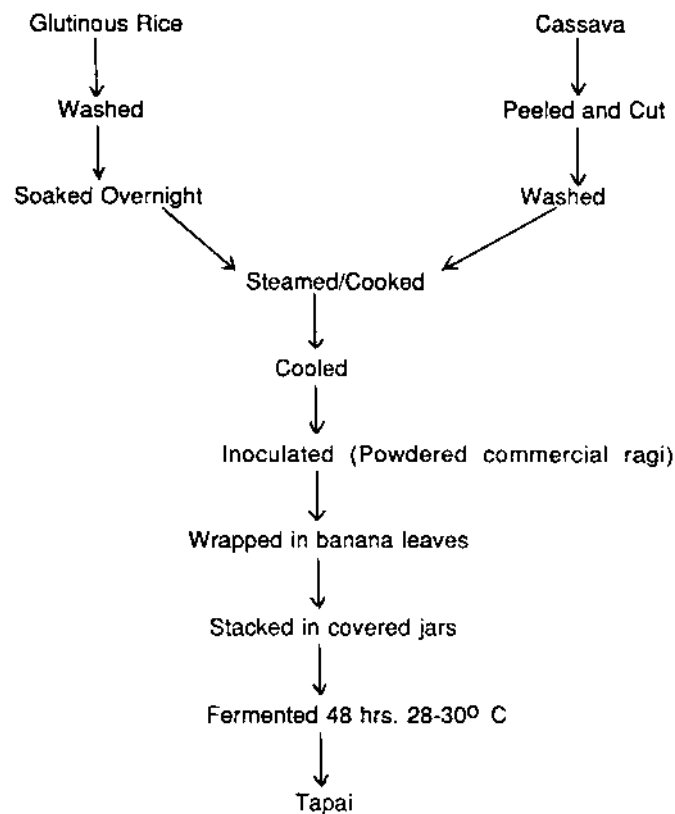 Glutinous Rice
Cassava
Washed
Peeled and Cut
Soaked Overnight
Washed
Steamed/Cooked
Cooled
Inoculated (Powdered commercial ragi)
Wrapped in banana leaves
Stacked in covered jars
Fermented 48 hrs. 28-30º C
Tapai